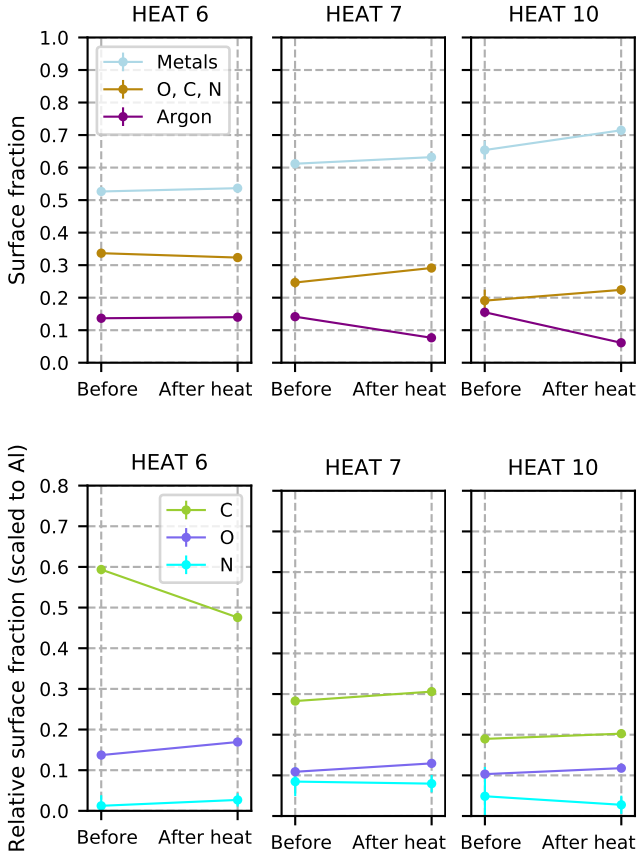 HEAT 6 HEAT 7 HEAT 10
Surface fraction
1.0
0.9
0.8
0.7
0.6
0.5
0.4
0.3
0.2
0.1
0.0
Metals
O, C, N
Argon
Before After heat Before After heat Before After heat
HEAT 6 HEAT 7 HEAT 10
Relative surface fraction (scaled to Al)
0.8
0.7
0.6
0.5
0.4
0.3
0.2
0.1
0.0
C
O
N
Before After heat Before After heat Before After heat